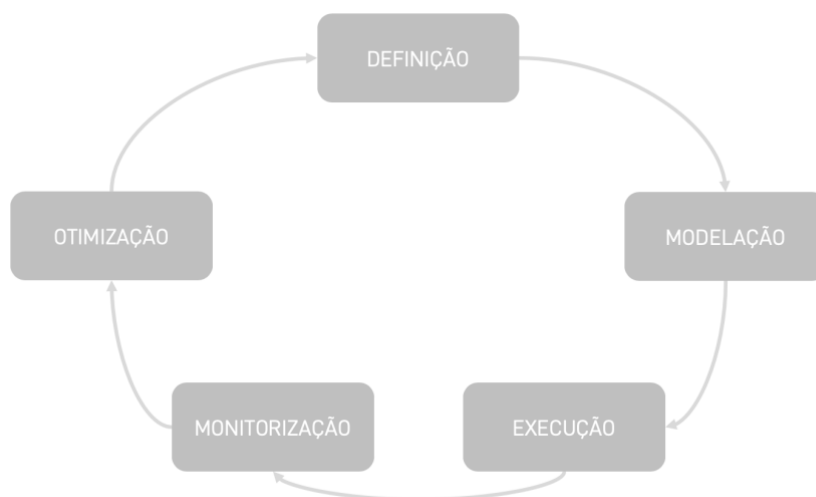 DEFINIÇÃO
OTIMIZAÇÃO
MODELAÇÃO
MONITORIZAÇÃO
EXECUÇÃO